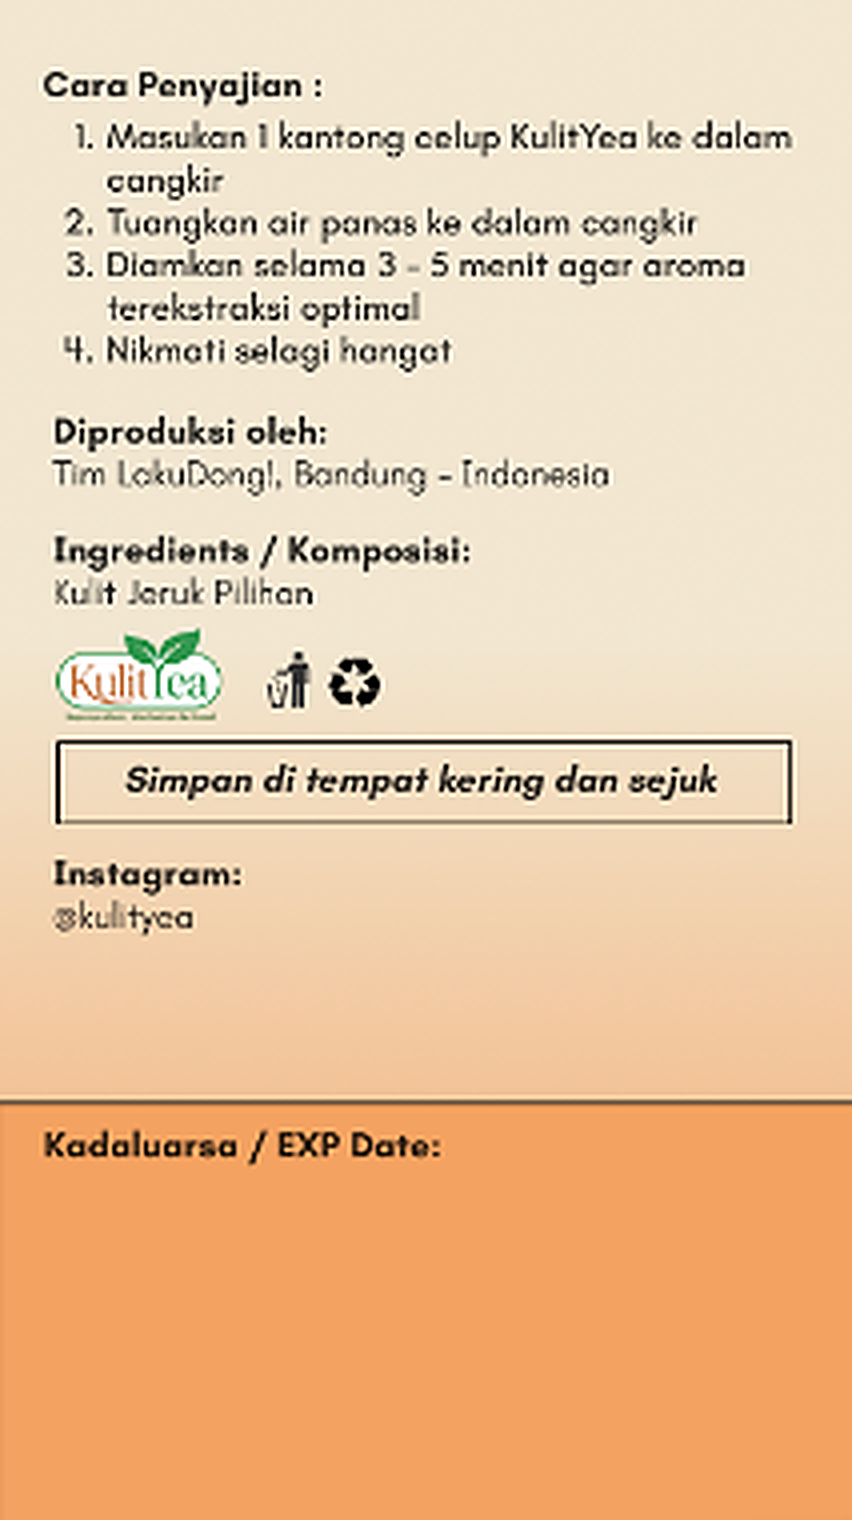 Cara Penyajian :
1. Masukan 1 kantong celup KulitYea ke dalam
cangkir
2. Tuangkan air panas ke dalam cangkir
3. Diamkan selama 3 - 5 menit agar aroma
terekstraksi optimal
4. Nikmati selagi hangat
Diproduksi oleh:
Tim LakuDong!, Bandung - Indonesia
Ingredients / Komposisi:
Kulit Jeruk Pilihan
KulitYea
Simpan di tempat kering dan sejuk
Instagram:
@kulityea
Kadaluarsa / EXP Date: